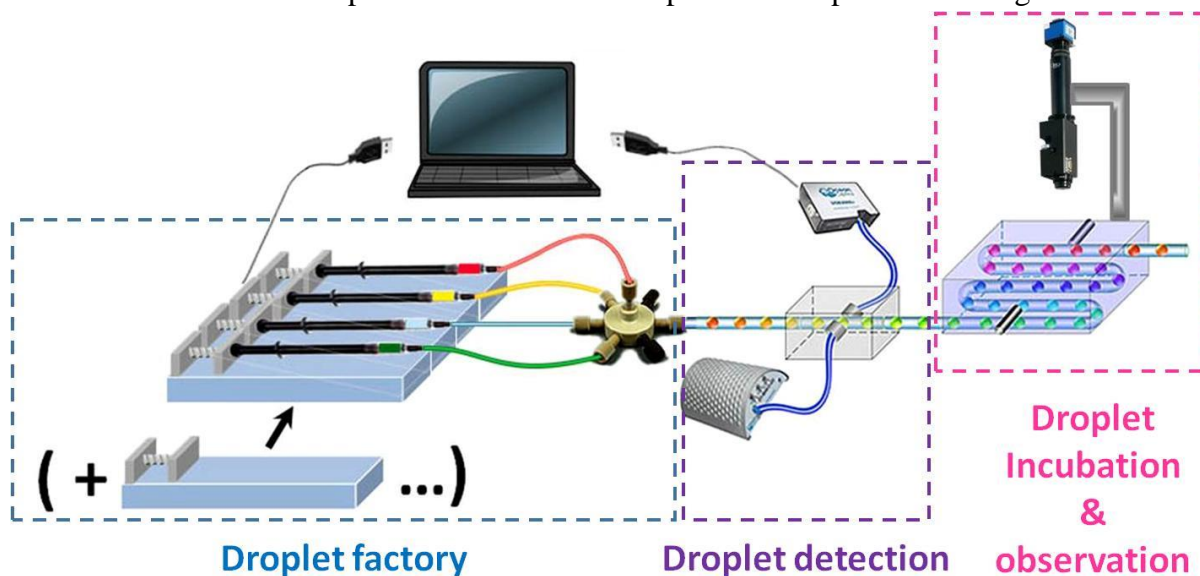 ( + ...)
Droplet factory
Droplet detection
Droplet
Incubation
&
observation